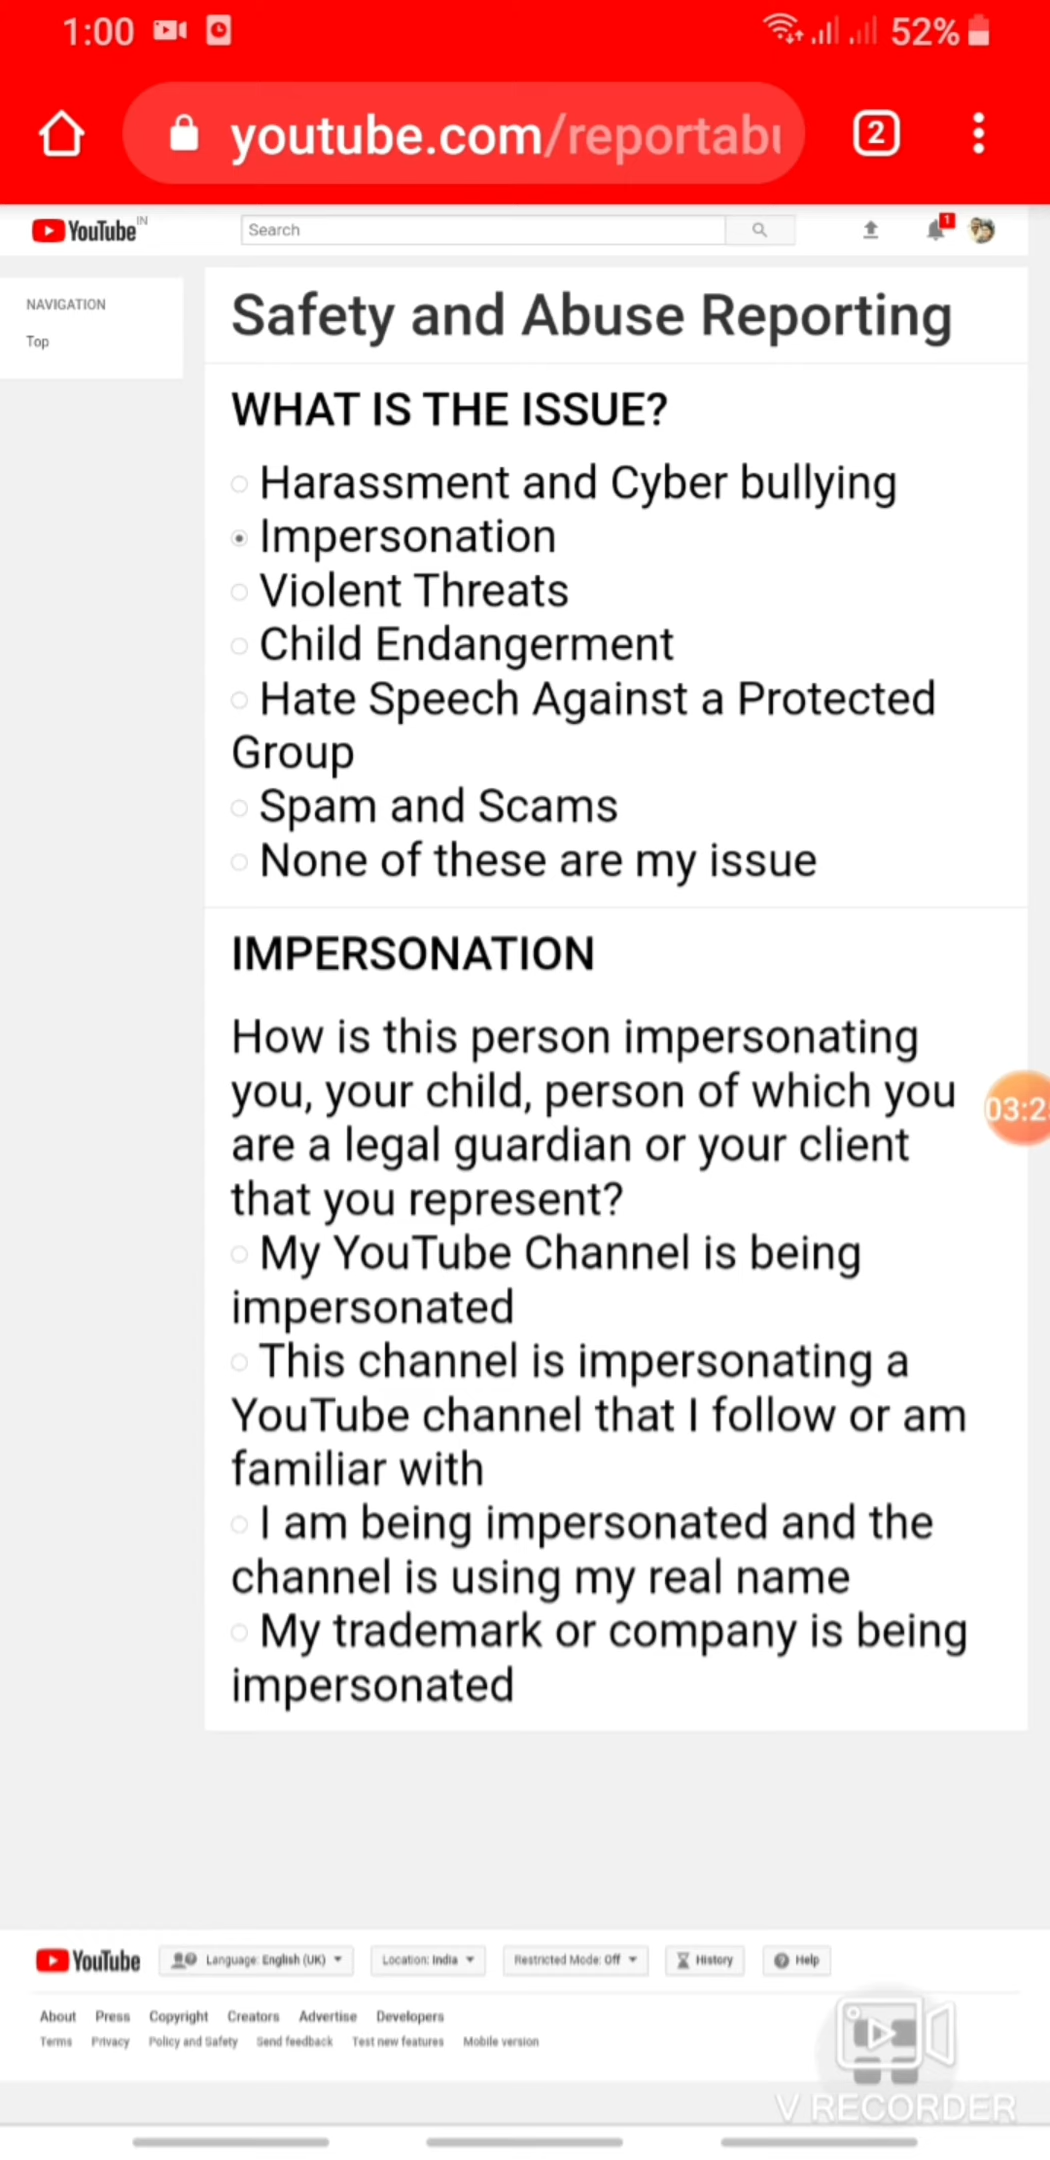 1:00
52%
youtube.com/reportabu
2
YouTube IN
Search
1
NAVIGATION
Top
Safety and Abuse Reporting
WHAT IS THE ISSUE?
Harassment and Cyber bullying
Impersonation
Violent Threats
Child Endangerment
Hate Speech Against a Protected
Group
Spam and Scams
None of these are my issue
IMPERSONATION
How is this person impersonating
you, your child, person of which you
are a legal guardian or your client
that you represent?
03:2
My YouTube Channel is being
impersonated
This channel is impersonating a
YouTube channel that I follow or am
familiar with
I am being impersonated and the
channel is using my real name
My trademark or company is being
impersonated
YouTube Language: English (UK) Location: India Restricted Mode: Off History Help
About Press Copyright Creators Advertise Developers
Terms Privacy Policy and Safety Send feedback Test new features Mobile version
V RECORDER